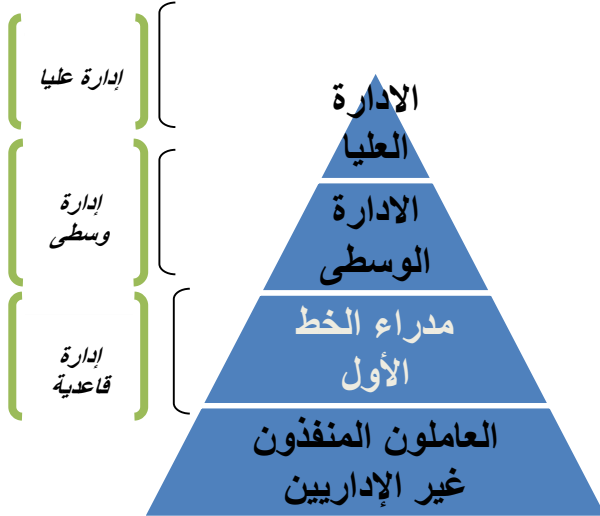 إدارة عليا
إدارة
وسطى
إدارة
قاعدية
الادارة
العليا
الادارة
الوسطى
مدراء الخط
الأول
العاملون المنفذون
غير الإداريين